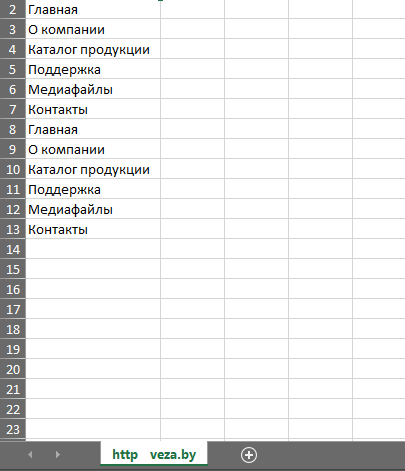 2 Главная
3 О компании
4 Каталог продукции
5 Поддержка
6 Медиафайлы
7 Контакты
8 Главная
9 О компании
10 Каталог продукции
11 Поддержка
12 Медиафайлы
13 Контакты
14
15
16
17
18
19
20
21
22
23
http veza.by